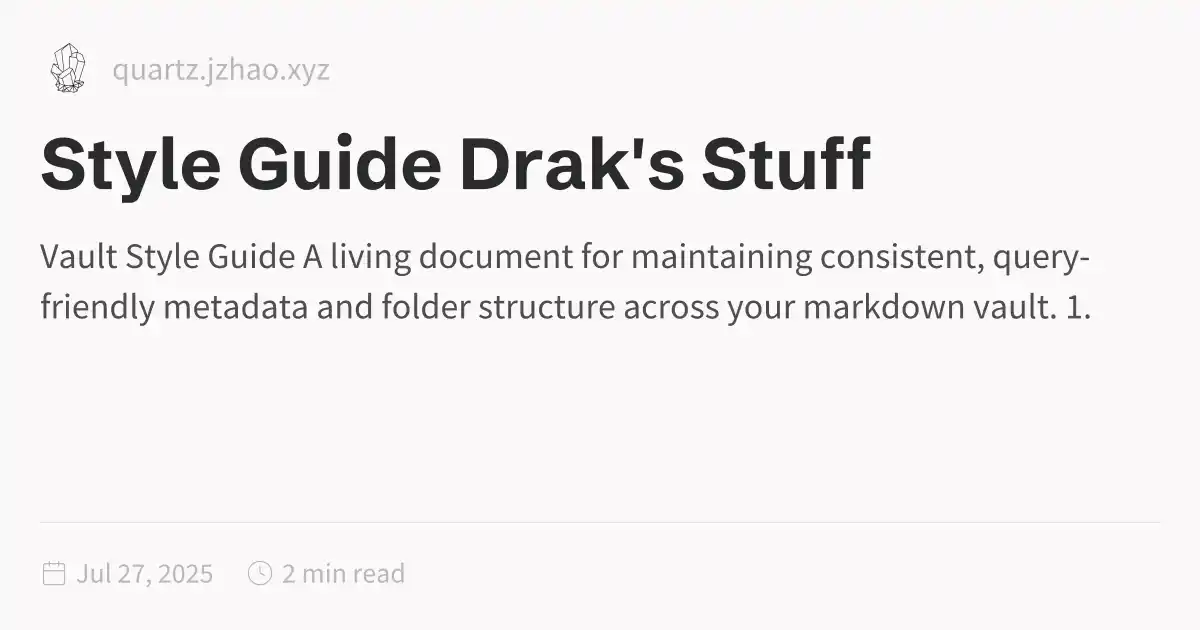 quartz.jzhao.xyz
Style Guide Drak's Stuff
Vault Style Guide A living document for maintaining consistent, query-
friendly metadata and folder structure across your markdown vault. 1.
Jul 27, 2025 2 min read